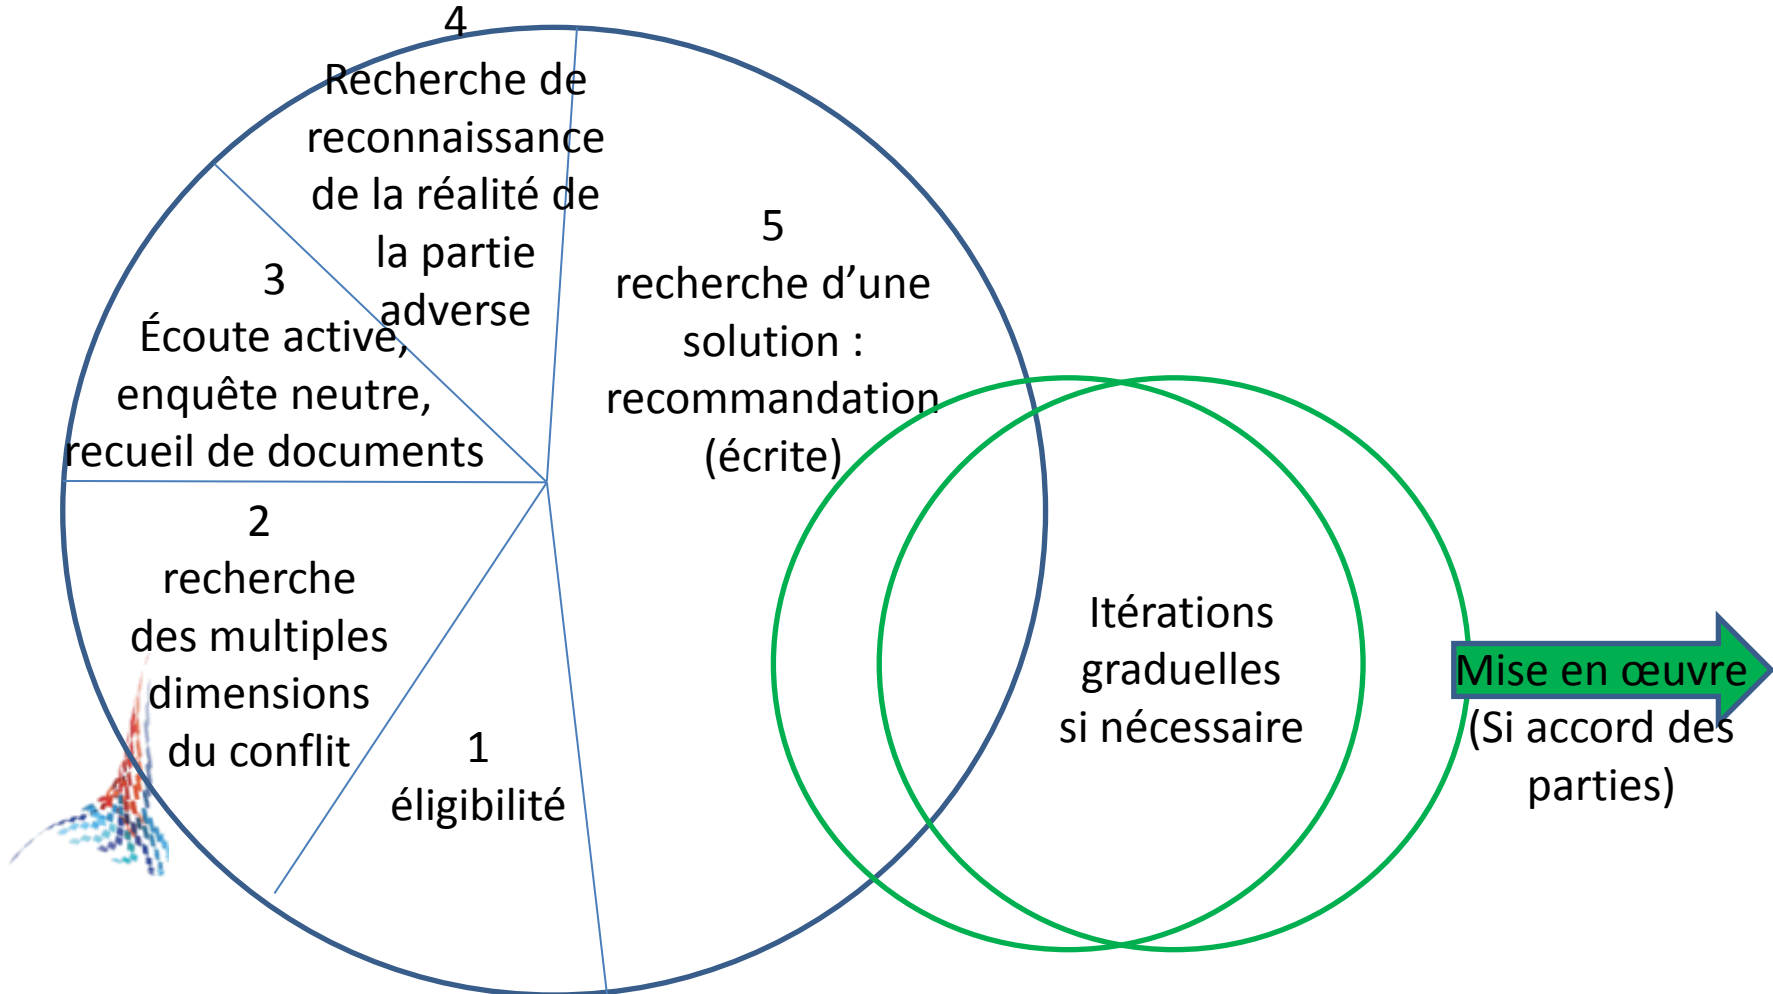 4
Recherche de
reconnaissance
de la réalité de
la partie
adverse
3
Écoute active,
enquête neutre,
recueil de documents
2
recherche
des multiples
dimensions
du conflit
1
éligibilité
5
recherche d’une
solution :
recommandation
(écrite)
Itérations
graduelles
si nécessaire
Mise en œuvre
(Si accord des
parties)